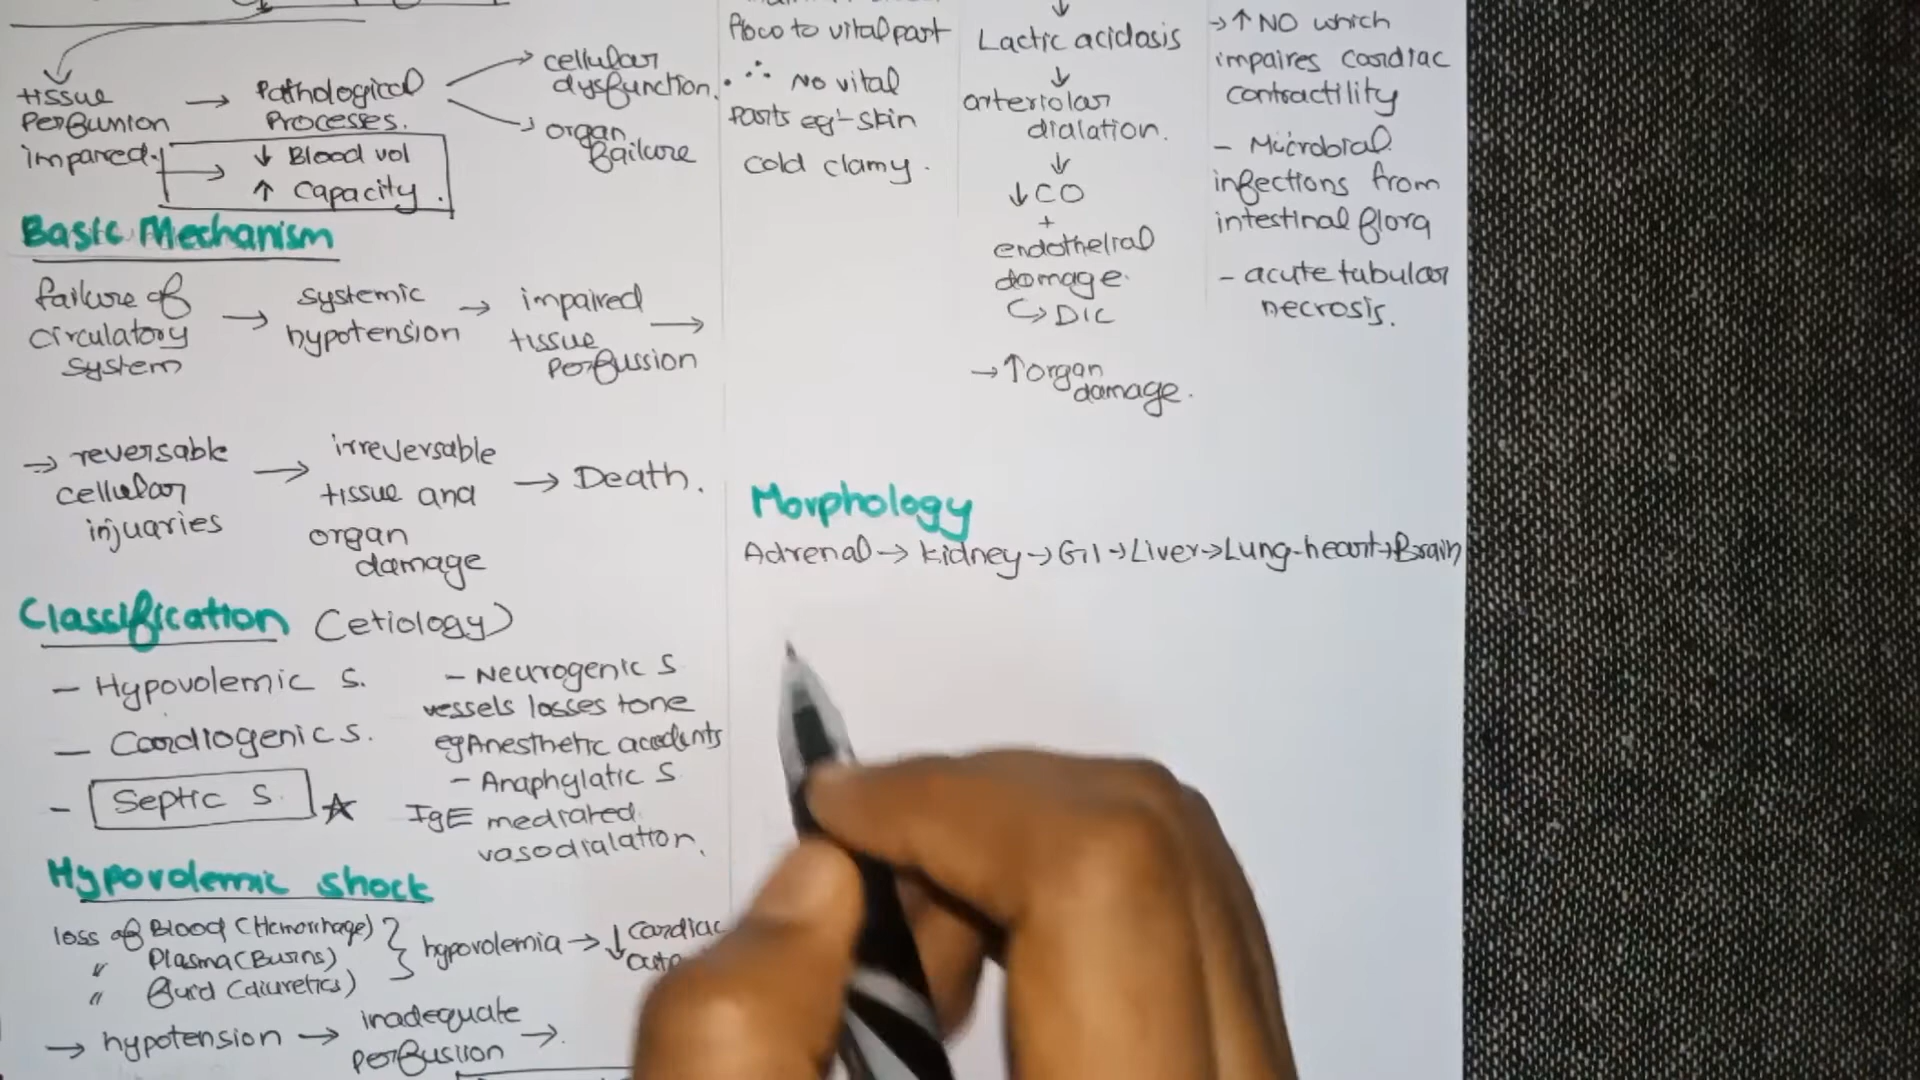 tissue
Perfunion
impared
→ Pathological
Processes.
cellular
dysfunction.
organ
failure
↓ Blood vol
↑ Capacity.
Basic Mechanism
failure of
circulatory
system
→ systemic
hypotension
→ impaired
tissue
perfussion →
→ reversable
cellular
injuaries
→ irreversable
tissue and
organ
damage
→ Death.
Classification (etiology)
- Hypovolemic s.
- Cardiogenic s.
- Septic s. ☆
- Neurogenic s
vessels losses tone
eg Anesthetic accedents
- Anaphylatic s
IgE mediated
vasodialation.
Hypovolemic shock
loss of Blood (Hemorrhage)
" Plasma (Burns)
" fluid (diuretics)
} hypovolemia → ↓ cardiac
→ hypotension → inadequate
perfusiion →
floco to vital part
∴ No vital
parts eg'- skin
cold clamy.
↓
Lactic acidosis
↓
arteriolar
dialation.
↓
↓CO
+
endothelial
damage.
↳ DIC
→ ↑organ
damage.
→ ↑ NO which
impaires cardiac
contractility
- Microbial
infections from
intestinal flora
- acute tubular
necrosis.
Morphology
Adrenal → kidney → GI → Liver → Lung-heart → Brain